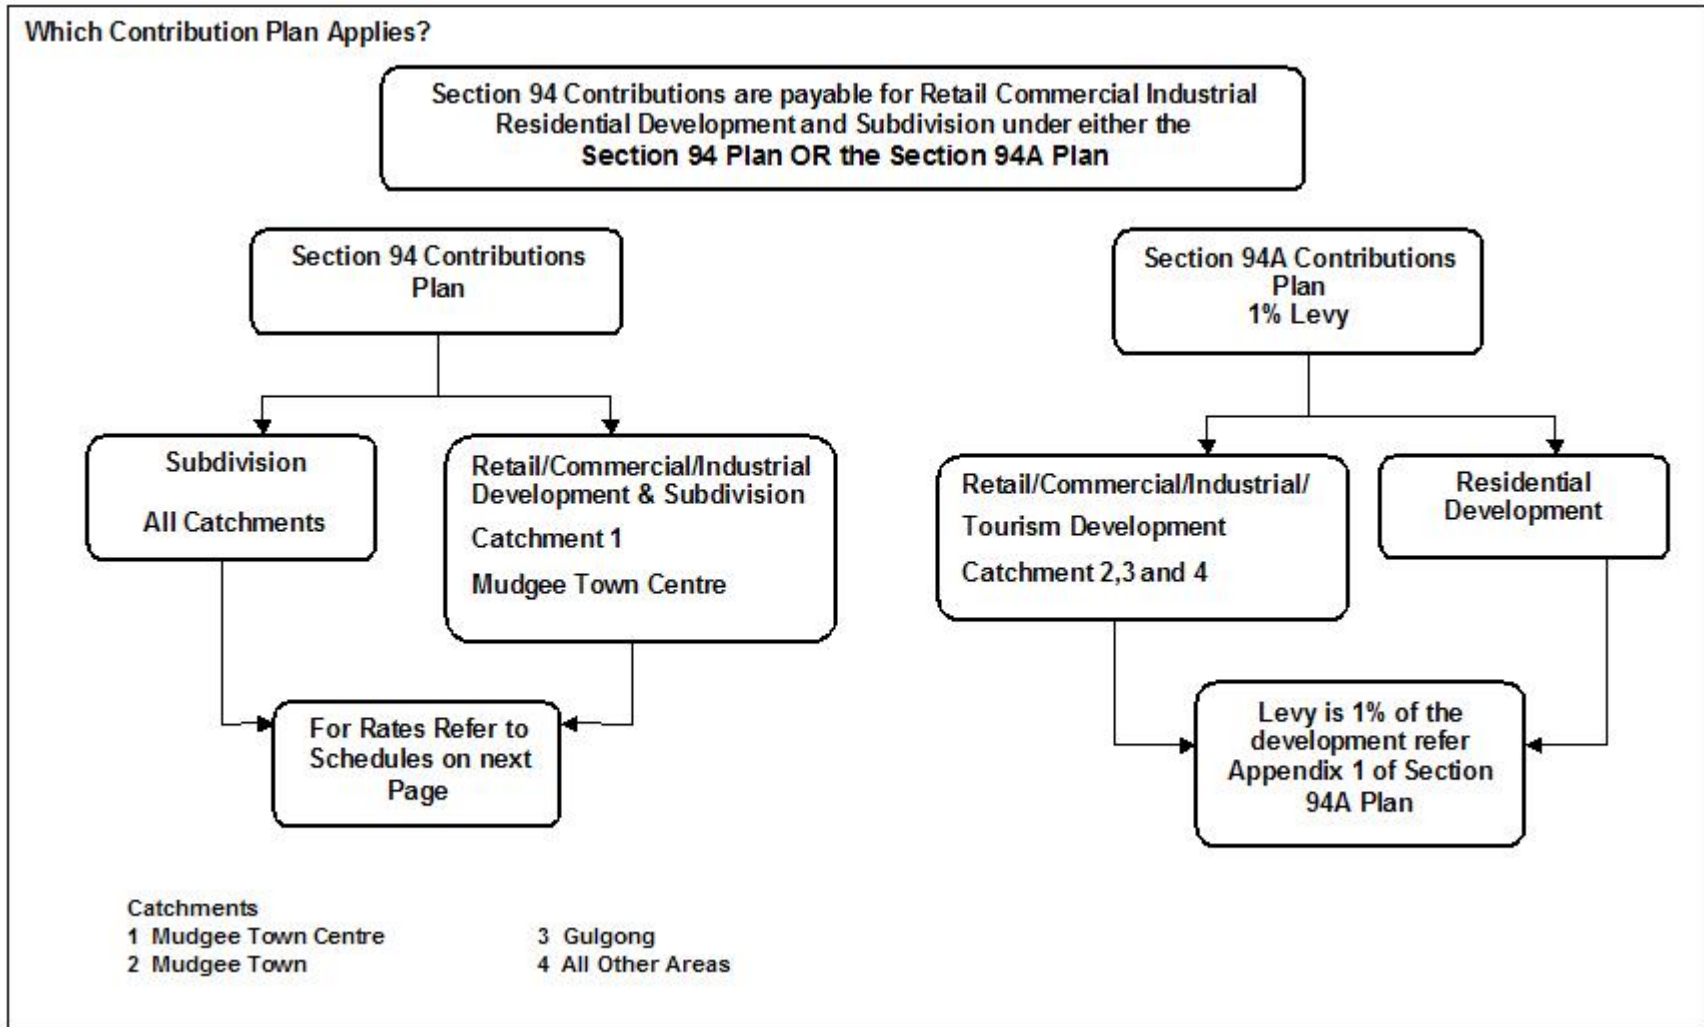 Which Contribution Plan Applies?
Section 94 Contributions are payable for Retail Commercial Industrial
Residential Development and Subdivision under either the
Section 94 Plan OR the Section 94A Plan
Section 94 Contributions
Plan
Section 94A Contributions
Plan
1% Levy
Subdivision
All Catchments
Retail/Commercial/Industrial
Development & Subdivision
Catchment 1
Mudgee Town Centre
Retail/Commercial/Industrial/
Tourism Development
Catchment 2,3 and 4
Residential
Development
For Rates Refer to
Schedules on next
Page
Levy is 1% of the
development refer
Appendix 1 of Section
94A Plan
Catchments
1 Mudgee Town Centre
2 Mudgee Town
3 Gulgong
4 All Other Areas